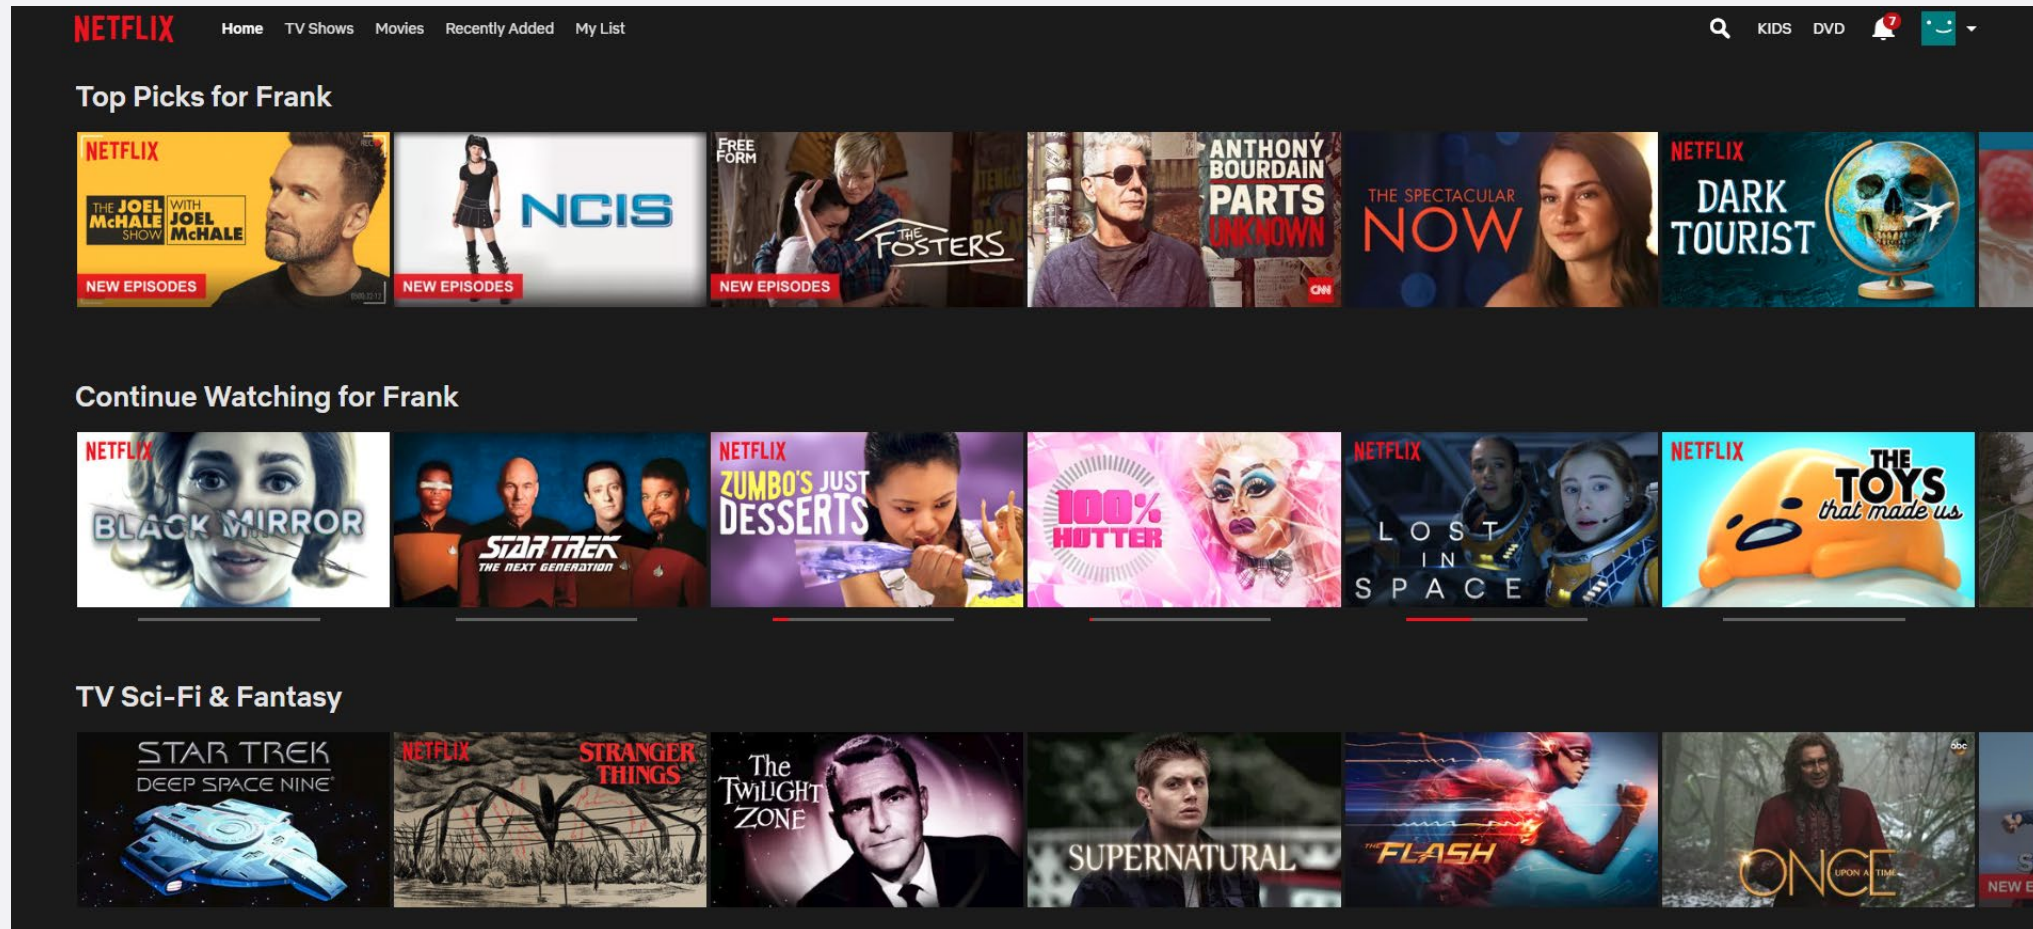 NETFLIX Home TV Shows Movies Recently Added My List KIDS DVD 7
Top Picks for Frank
NETFLIX
REC
THE JOEL McHALE SHOW WITH JOEL McHALE
NEW EPISODES
NCIS
NEW EPISODES
FREE
FORM
THE
FOSTERS
NEW EPISODES
ANTHONY
BOURDAIN
PARTS
UNKNOWN
CNN
THE SPECTACULAR
NOW
NETFLIX
DARK
TOURIST
Continue Watching for Frank
NETFLIX
BLACK MIRROR
STAR TREK
THE NEXT GENERATION
NETFLIX
ZUMBO'S JUST
DESSERTS
100%
HOTTER
NETFLIX
LOST
IN
SPACE
NETFLIX
THE
TOYS
that made us
TV Sci-Fi & Fantasy
STAR TREK
DEEP SPACE NINE
NETFLIX
STRANGER
THINGS
The
TWILIGHT
ZONE
SUPERNATURAL
THE FLASH
abc
ONCE
UPON A TIME
NEW E